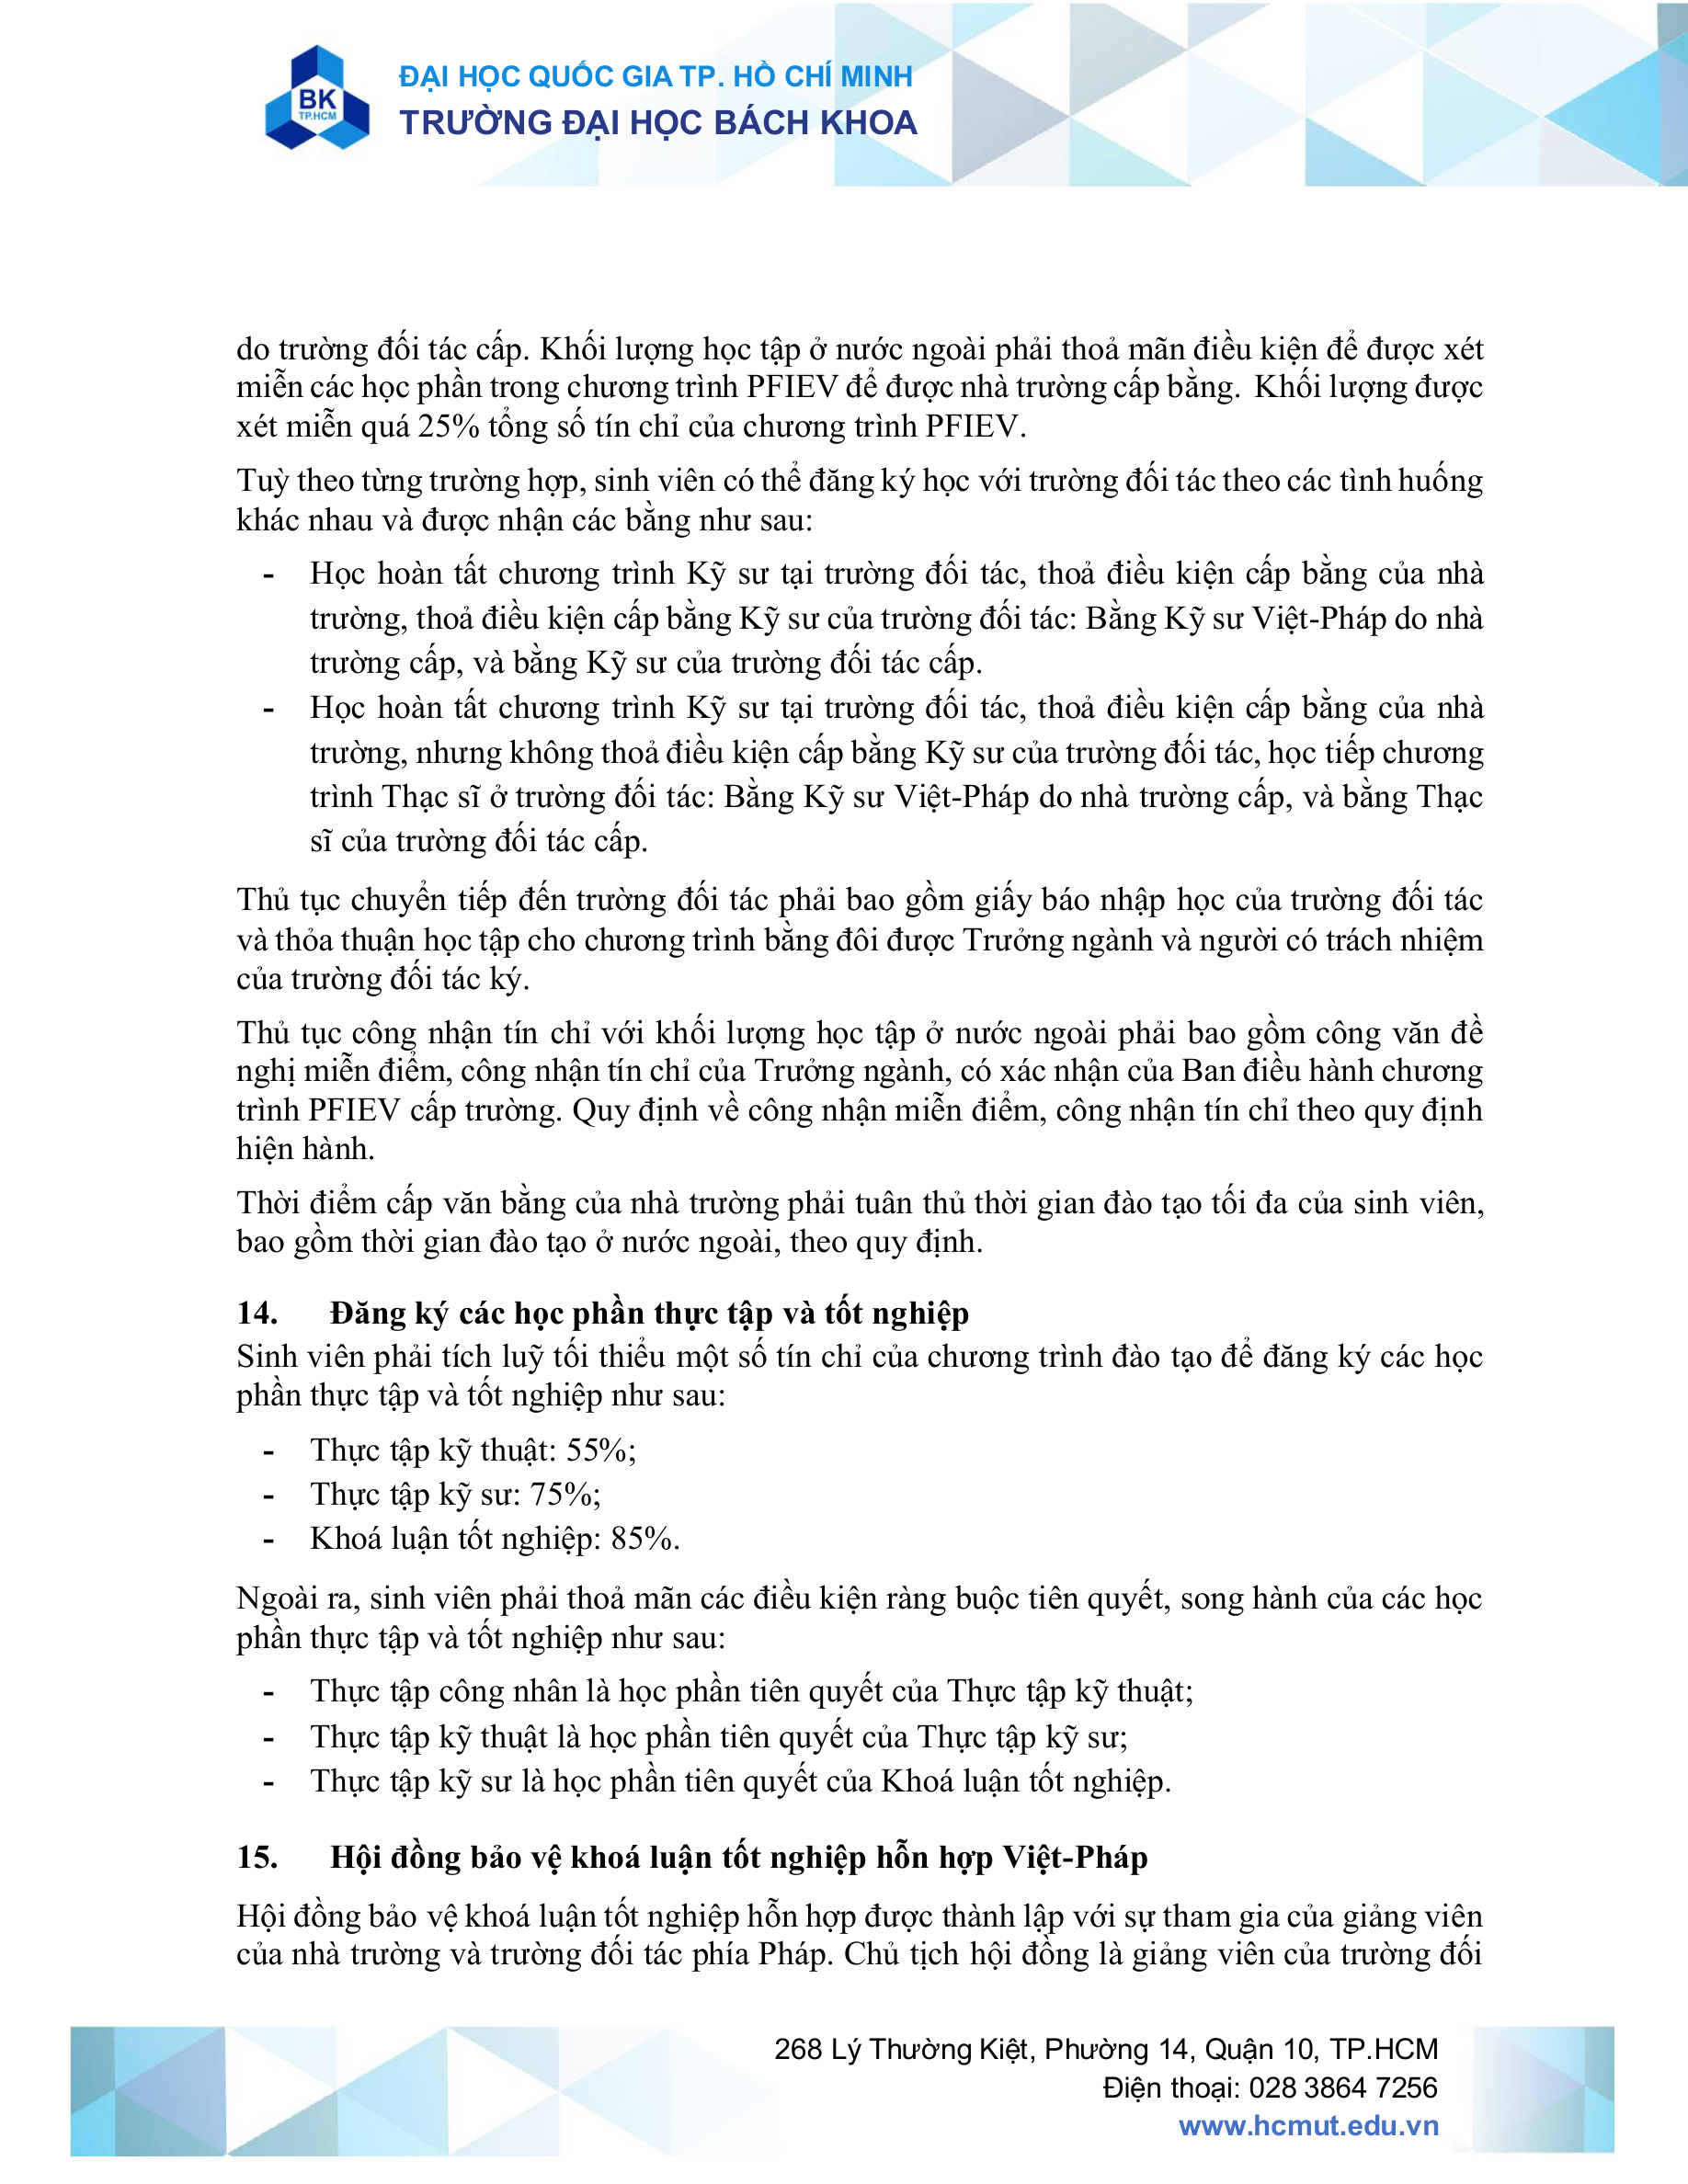 BK
TP.HCM
ĐẠI HỌC QUỐC GIA TP. HỒ CHÍ MINH
TRƯỜNG ĐẠI HỌC BÁCH KHOA
do trường đối tác cấp. Khối lượng học tập ở nước ngoài phải thoả mãn điều kiện để được xét
miễn các học phần trong chương trình PFIEV để được nhà trường cấp bằng. Khối lượng được
xét miễn quá 25% tổng số tín chỉ của chương trình PFIEV.
Tuỳ theo từng trường hợp, sinh viên có thể đăng ký học với trường đối tác theo các tình huống
khác nhau và được nhận các bằng như sau:
- Học hoàn tất chương trình Kỹ sư tại trường đối tác, thoả điều kiện cấp bằng của nhà
trường, thoả điều kiện cấp bằng Kỹ sư của trường đối tác: Bằng Kỹ sư Việt-Pháp do nhà
trường cấp, và bằng Kỹ sư của trường đối tác cấp.
- Học hoàn tất chương trình Kỹ sư tại trường đối tác, thoả điều kiện cấp bằng của nhà
trường, nhưng không thoả điều kiện cấp bằng Kỹ sư của trường đối tác, học tiếp chương
trình Thạc sĩ ở trường đối tác: Bằng Kỹ sư Việt-Pháp do nhà trường cấp, và bằng Thạc
sĩ của trường đối tác cấp.
Thủ tục chuyển tiếp đến trường đối tác phải bao gồm giấy báo nhập học của trường đối tác
và thỏa thuận học tập cho chương trình bằng đôi được Trưởng ngành và người có trách nhiệm
của trường đối tác ký.
Thủ tục công nhận tín chỉ với khối lượng học tập ở nước ngoài phải bao gồm công văn đề
nghị miễn điểm, công nhận tín chỉ của Trưởng ngành, có xác nhận của Ban điều hành chương
trình PFIEV cấp trường. Quy định về công nhận miễn điểm, công nhận tín chỉ theo quy định
hiện hành.
Thời điểm cấp văn bằng của nhà trường phải tuân thủ thời gian đào tạo tối đa của sinh viên,
bao gồm thời gian đào tạo ở nước ngoài, theo quy định.
14. Đăng ký các học phần thực tập và tốt nghiệp
Sinh viên phải tích luỹ tối thiểu một số tín chỉ của chương trình đào tạo để đăng ký các học
phần thực tập và tốt nghiệp như sau:
- Thực tập kỹ thuật: 55%;
- Thực tập kỹ sư: 75%;
- Khoá luận tốt nghiệp: 85%.
Ngoài ra, sinh viên phải thoả mãn các điều kiện ràng buộc tiên quyết, song hành của các học
phần thực tập và tốt nghiệp như sau:
- Thực tập công nhân là học phần tiên quyết của Thực tập kỹ thuật;
- Thực tập kỹ thuật là học phần tiên quyết của Thực tập kỹ sư;
- Thực tập kỹ sư là học phần tiên quyết của Khoá luận tốt nghiệp.
15. Hội đồng bảo vệ khoá luận tốt nghiệp hỗn hợp Việt-Pháp
Hội đồng bảo vệ khoá luận tốt nghiệp hỗn hợp được thành lập với sự tham gia của giảng viên
của nhà trường và trường đối tác phía Pháp. Chủ tịch hội đồng là giảng viên của trường đối
268 Lý Thường Kiệt, Phường 14, Quận 10, TP.HCM
Điện thoại: 028 3864 7256
www.hcmut.edu.vn